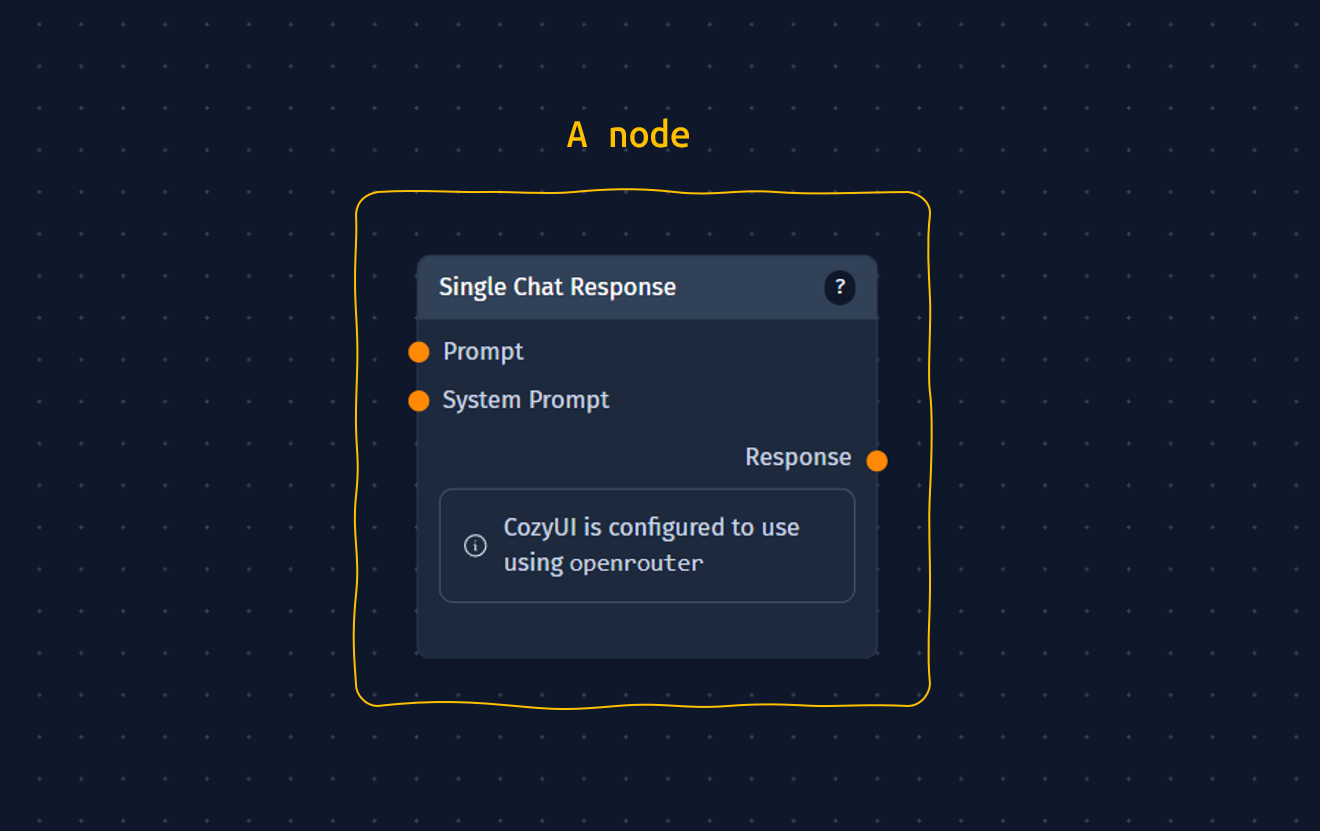 A node
Single Chat Response ?
Prompt
System Prompt
Response
CozyUI is configured to use
using openrouter